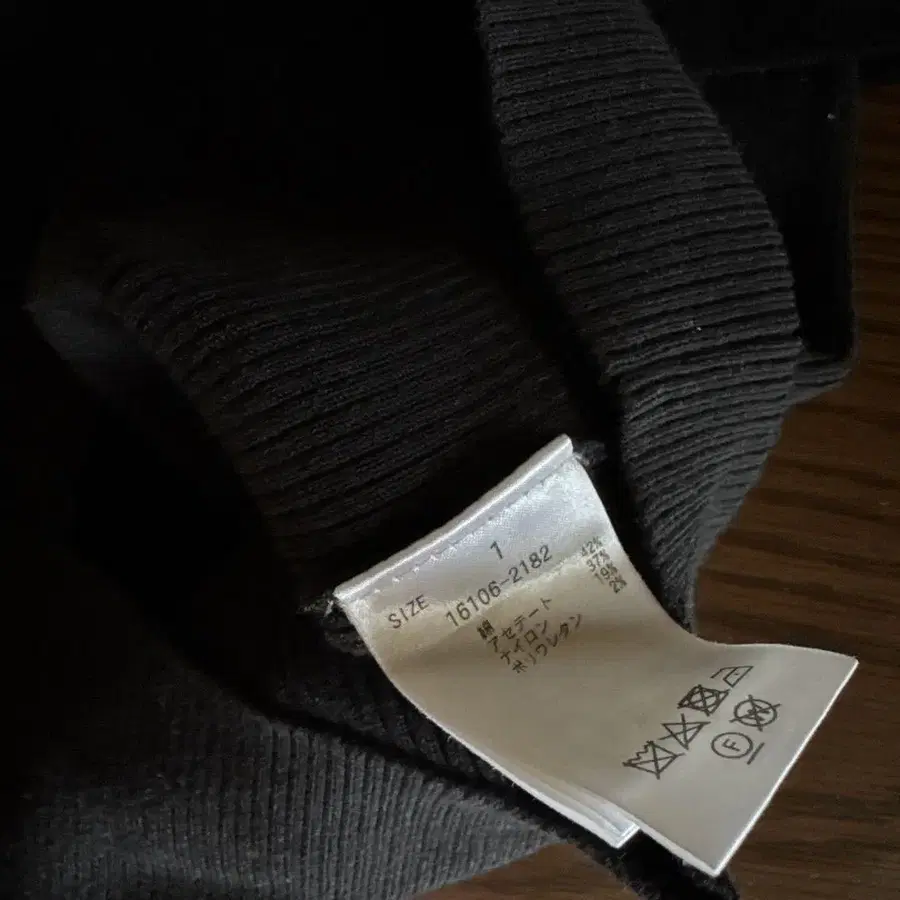 SIZE 1
16106-2182
綿 42%
アセテート 37%
ナイロン 19%
ポリウレタン 2%
F W